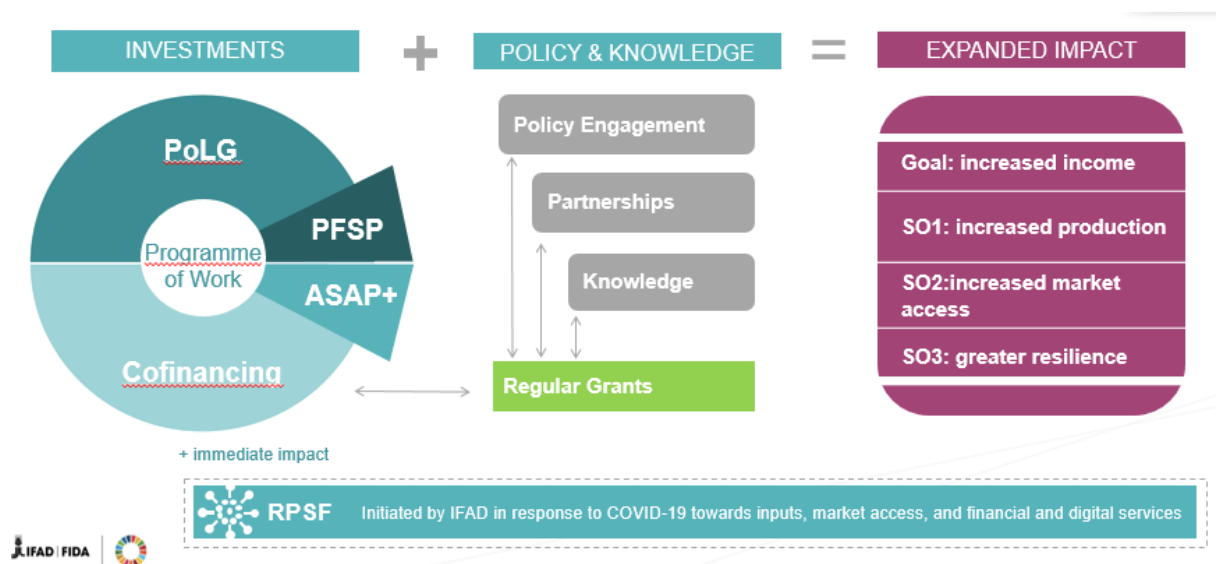 INVESTMENTS
+
POLICY & KNOWLEDGE
=
EXPANDED IMPACT
PoLG
PFSP
Programme
of Work
ASAP+
Cofinancing
Policy Engagement
Partnerships
Knowledge
Regular Grants
Goal: increased income
SO1: increased production
SO2:increased market
access
SO3: greater resilience
+ immediate impact
RPSF
Initiated by IFAD in response to COVID-19 towards inputs, market access, and financial and digital services
IFAD | FIDA